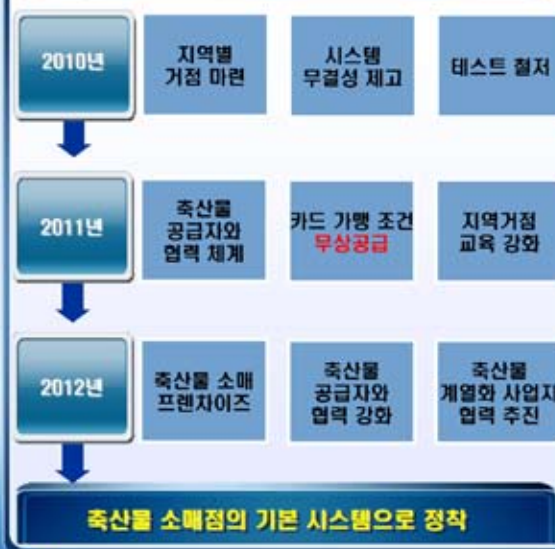 2010년
지역별
거점 마련
시스템
무결성 제고
테스트 철저
2011년
축산물
공급자와
협력 체계
카드 가맹 조건
무상공급
지역거점
교육 강화
2012년
축산물 소매
프렌차이즈
축산물
공급자와
협력 강화
축산물
계열화 사업자
협력 추진
축산물 소매점의 기본 시스템으로 정착